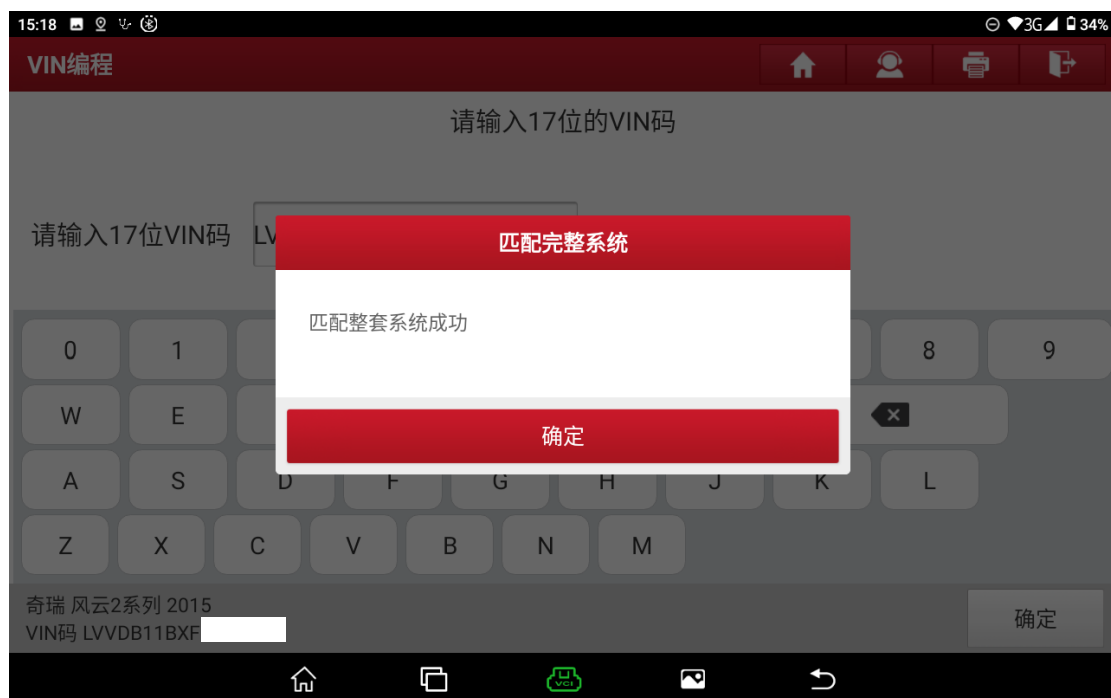 15:18 3G 34%
VIN编程
请输入17位的VIN码
请输入17位VIN码 LV
匹配完整系统
匹配整套系统成功
0 1 8 9
W E
确定
A S D F G H J K L
Z X C V B N M
奇瑞 风云2系列 2015
VIN码 LVVDB11BXF
确定
VCI